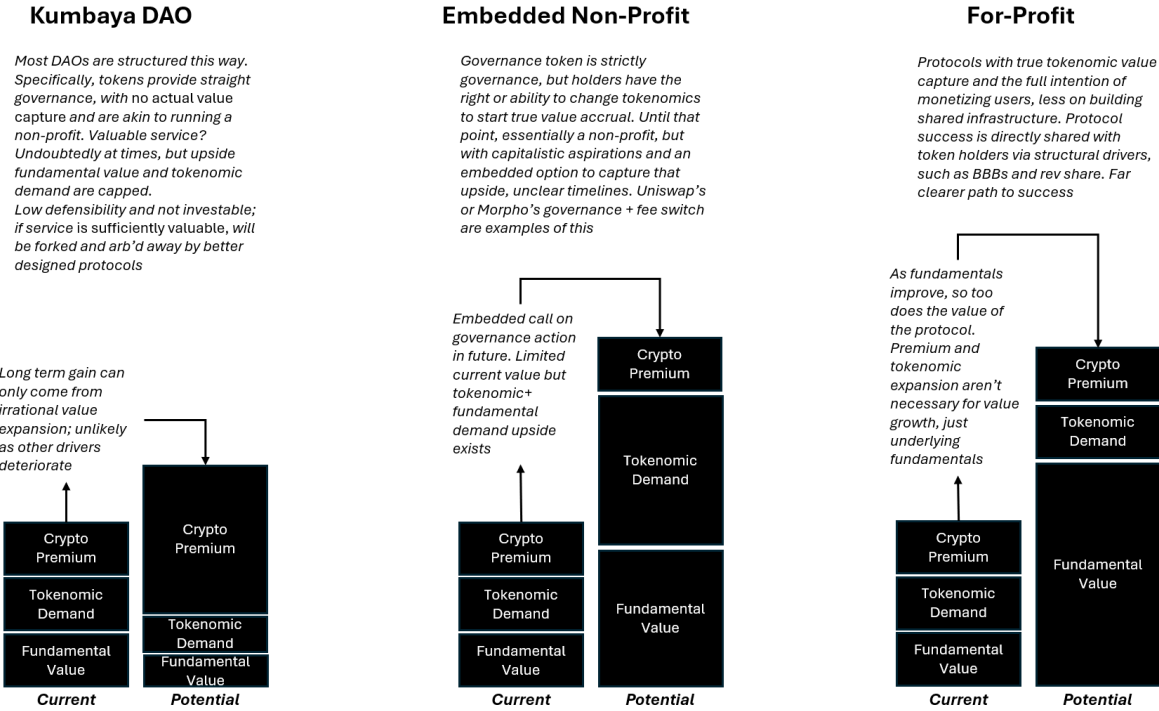 Kumbaya DAO
Most DAOs are structured this way.
Specifically, tokens provide straight
governance, with no actual value
capture and are akin to running a
non-profit. Valuable service?
Undoubtedly at times, but upside
fundamental value and tokenomic
demand are capped.
Low defensibility and not investable;
if service is sufficiently valuable, will
be forked and arb'd away by better
designed protocols
Long term gain can
only come from
irrational value
expansion; unlikely
as other drivers
deteriorate
Crypto
Premium
Tokenomic
Demand
Fundamental
Value
Current
Crypto
Premium
Tokenomic
Demand
Fundamental
Value
Potential
Embedded Non-Profit
Governance token is strictly
governance, but holders have the
right or ability to change tokenomics
to start true value accrual. Until that
point, essentially a non-profit, but
with capitalistic aspirations and an
embedded option to capture that
upside, unclear timelines. Uniswap's
or Morpho's governance + fee switch
are examples of this
Embedded call on
governance action
in future. Limited
current value but
tokenomic+
fundamental
demand upside
exists
Crypto
Premium
Tokenomic
Demand
Fundamental
Value
Current
Crypto
Premium
Tokenomic
Demand
Fundamental
Value
Potential
For-Profit
Protocols with true tokenomic value
capture and the full intention of
monetizing users, less on building
shared infrastructure. Protocol
success is directly shared with
token holders via structural drivers,
such as BBBs and rev share. Far
clearer path to success
As fundamentals
improve, so too
does the value of
the protocol.
Premium and
tokenomic
expansion aren't
necessary for value
growth, just
underlying
fundamentals
Crypto
Premium
Tokenomic
Demand
Fundamental
Value
Current
Crypto
Premium
Tokenomic
Demand
Fundamental
Value
Potential